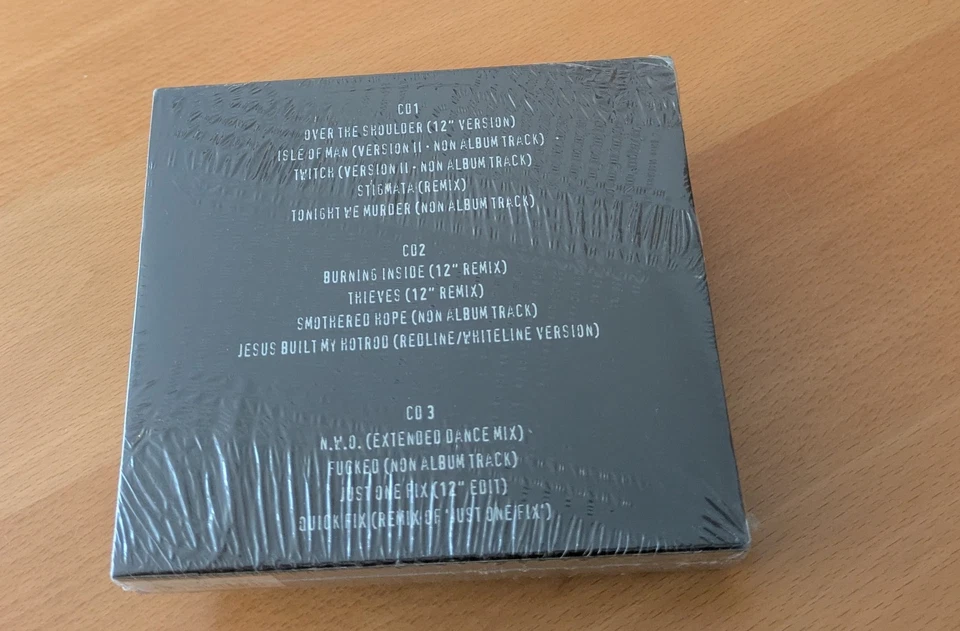 CD1
OVER THE SHOULDER (12" VERSION)
ISLE OF MAN (VERSION II - NON ALBUM TRACK)
TWITCH (VERSION II - NON ALBUM TRACK)
STIGMATA (REMIX)
TONIGHT WE MURDER (NON ALBUM TRACK)
CD2
BURNING INSIDE (12" REMIX)
THIEVES (12" REMIX)
SMOTHERED HOPE (NON ALBUM TRACK)
JESUS BUILT MY HOTROD (REDLINE/WHITELINE VERSION)
CD 3
N.W.O. (EXTENDED DANCE MIX)
FUCKED (NON ALBUM TRACK)
JUST ONE FIX (12" EDIT)
QUICK FIX (REMIX OF 'JUST ONE FIX')